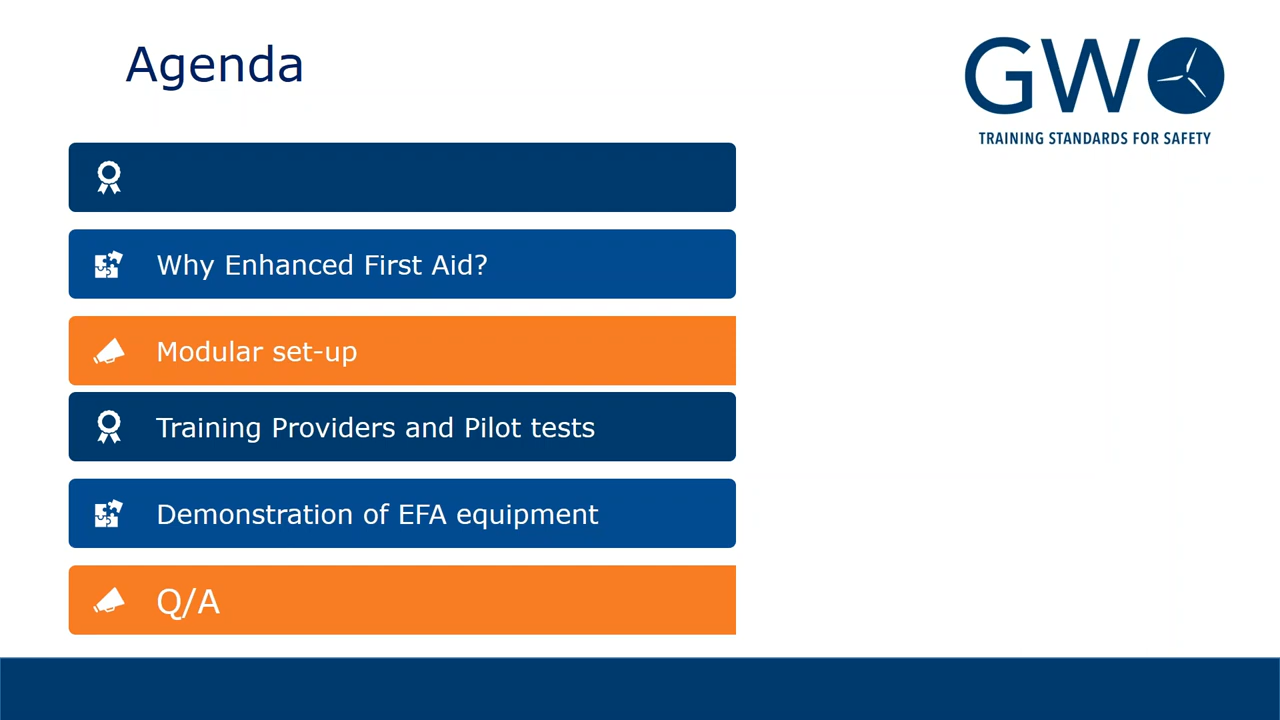 Agenda
GWO
TRAINING STANDARDS FOR SAFETY
Why Enhanced First Aid?
Modular set-up
Training Providers and Pilot tests
Demonstration of EFA equipment
Q/A